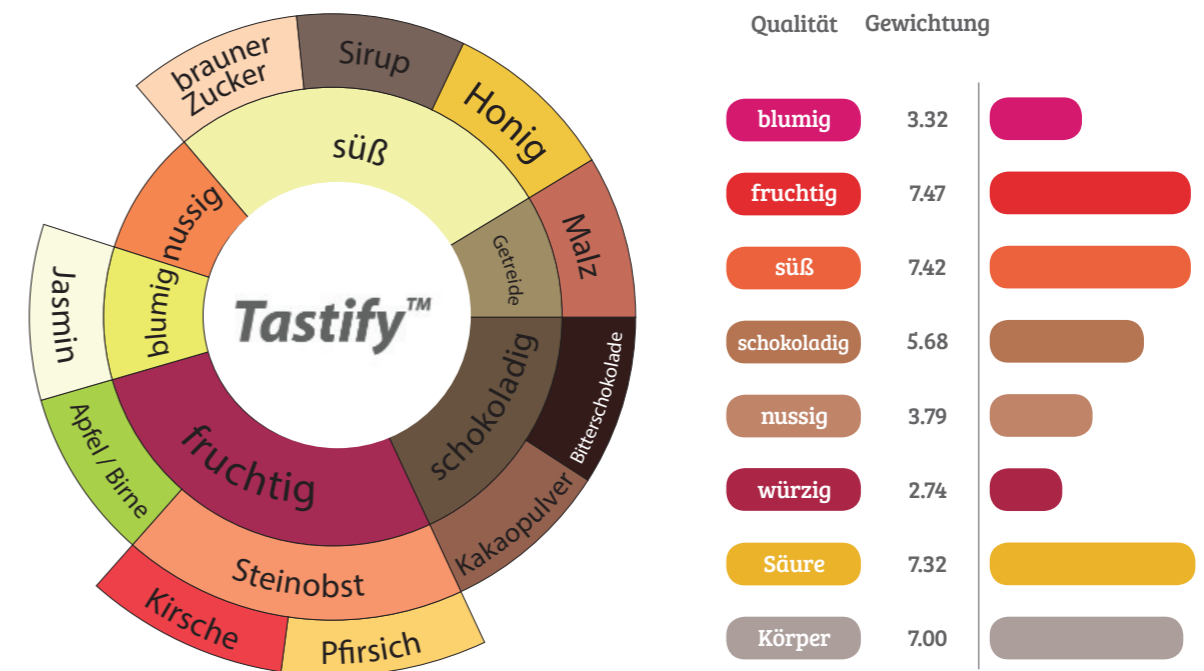 brauner
Zucker
Sirup
Honig
süß
nussig
Getreide
Malz
Jasmin
blumig
Tastify™
schokoladig
Bitterschokolade
fruchtig
Apfel / Birne
Kakaopulver
Steinobst
Kirsche
Pfirsich
Qualität Gewichtung
blumig 3.32
fruchtig 7.47
süß 7.42
schokoladig 5.68
nussig 3.79
würzig 2.74
Säure 7.32
Körper 7.00